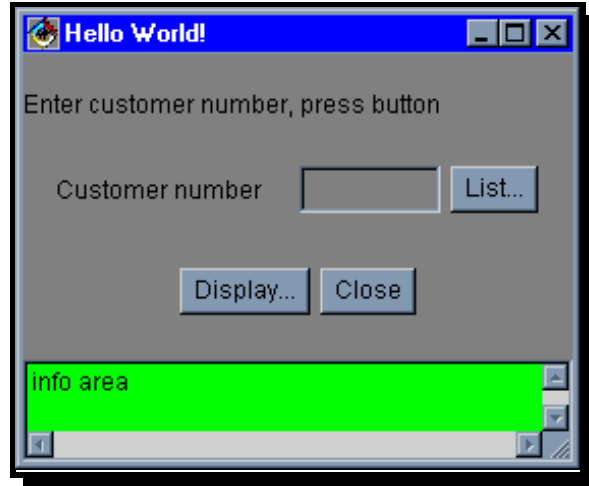 Hello World!
Enter customer number, press button
Customer number List...
Display... Close
info area